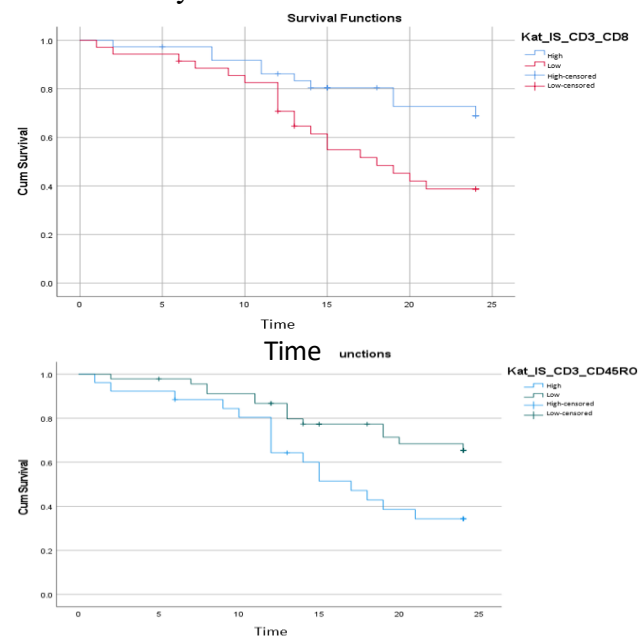 Survival Functions
Kat_IS_CD3_CD8
High
Low
High-censored
Low-censored
Cum Survival
1.0
0.8
0.6
0.4
0.2
0.0
0 5 10 15 20 25
Time
Time unctions
Kat_IS_CD3_CD45RO
High
Low
High-censored
Low-censored
Cum Survival
1.0
0.8
0.6
0.4
0.2
0.0
0 5 10 15 20 25
Time